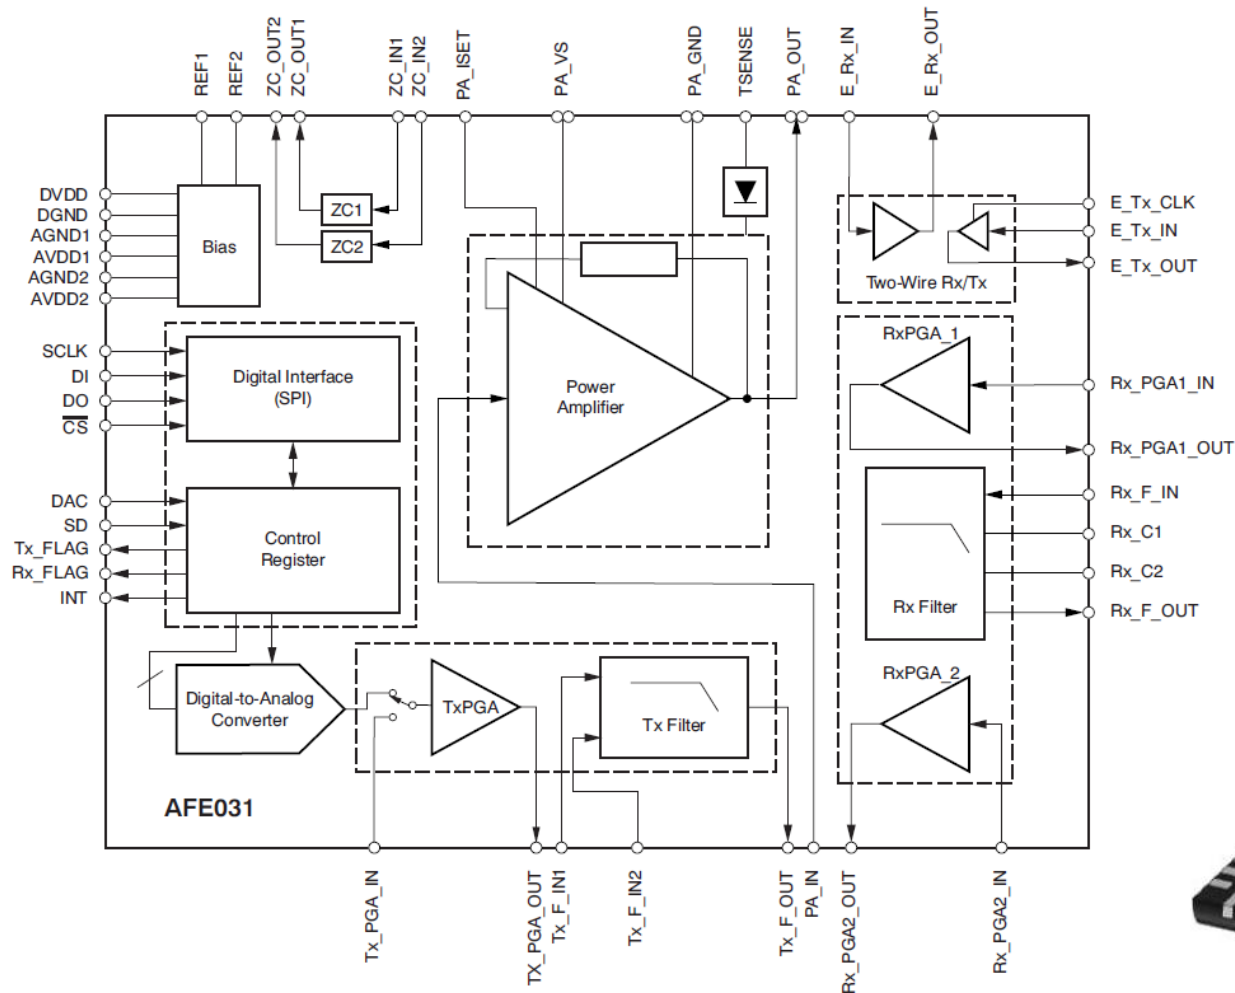 REF1
REF2
ZC_OUT2
ZC_OUT1
ZC_IN1
ZC_IN2
PA_ISET
PA_VS
PA_GND
TSENSE
PA_OUT
E_Rx_IN
E_Rx_OUT
DVDD
DGND
AGND1
AVDD1
AGND2
AVDD2
Bias
ZC1
ZC2
Two-Wire Rx/Tx
E_Tx_CLK
E_Tx_IN
E_Tx_OUT
SCLK
DI
DO
CS
Digital Interface
(SPI)
Power
Amplifier
RxPGA_1
Rx_PGA1_IN
Rx_PGA1_OUT
DAC
SD
Tx_FLAG
Rx_FLAG
INT
Control
Register
Rx Filter
Rx_F_IN
Rx_C1
Rx_C2
Rx_F_OUT
Digital-to-Analog
Converter
TxPGA
Tx Filter
RxPGA_2
AFE031
Tx_PGA_IN
TX_PGA_OUT
Tx_F_IN1
Tx_F_IN2
Tx_F_OUT
PA_IN
Rx_PGA2_OUT
Rx_PGA2_IN